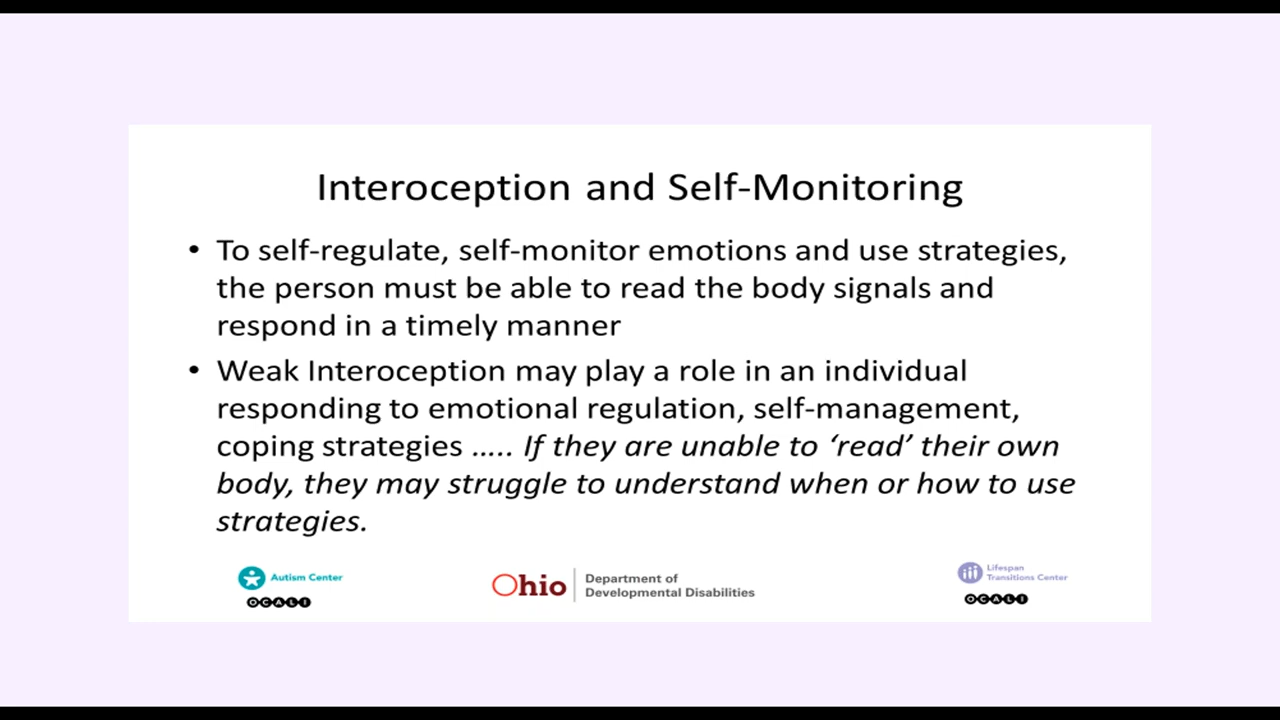 Interoception and Self-Monitoring
• To self-regulate, self-monitor emotions and use strategies,
the person must be able to read the body signals and
respond in a timely manner
• Weak Interoception may play a role in an individual
responding to emotional regulation, self-management,
coping strategies ..... If they are unable to ‘read’ their own
body, they may struggle to understand when or how to use
strategies.
Autism Center
OCALI
Ohio
Department of
Developmental Disabilities
Lifespan
Transitions Center
OCALI